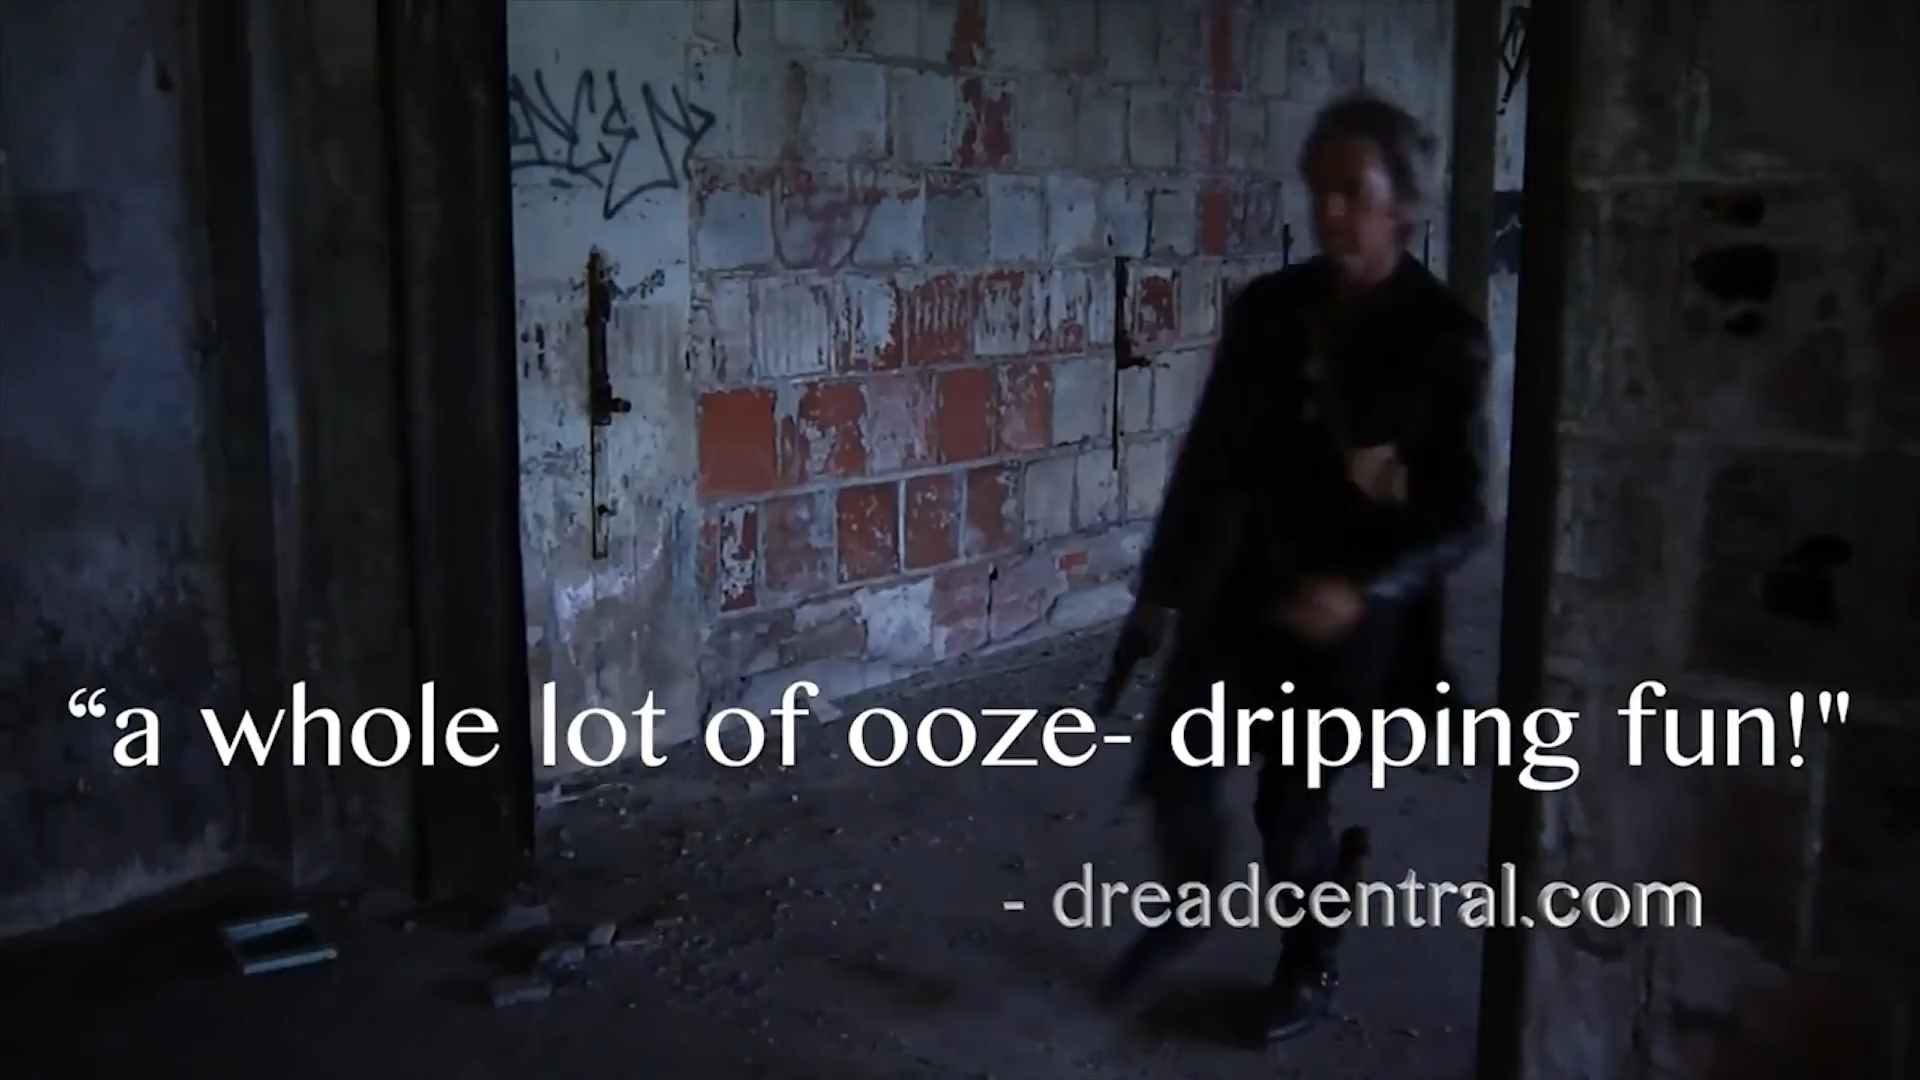 “a whole lot of ooze- dripping fun!"
- dreadcentral.com